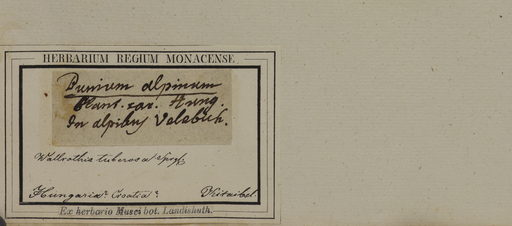 HERBARIUM REGIUM MONACENSE
Bunium alpinum
Plant. rar. Hung.
In alpibus Velebich.
Wallrothia tuberosa Spreng.
Hungaria: Croatia: Kitaibel.
Ex herbario Musei bot. Landishuth.